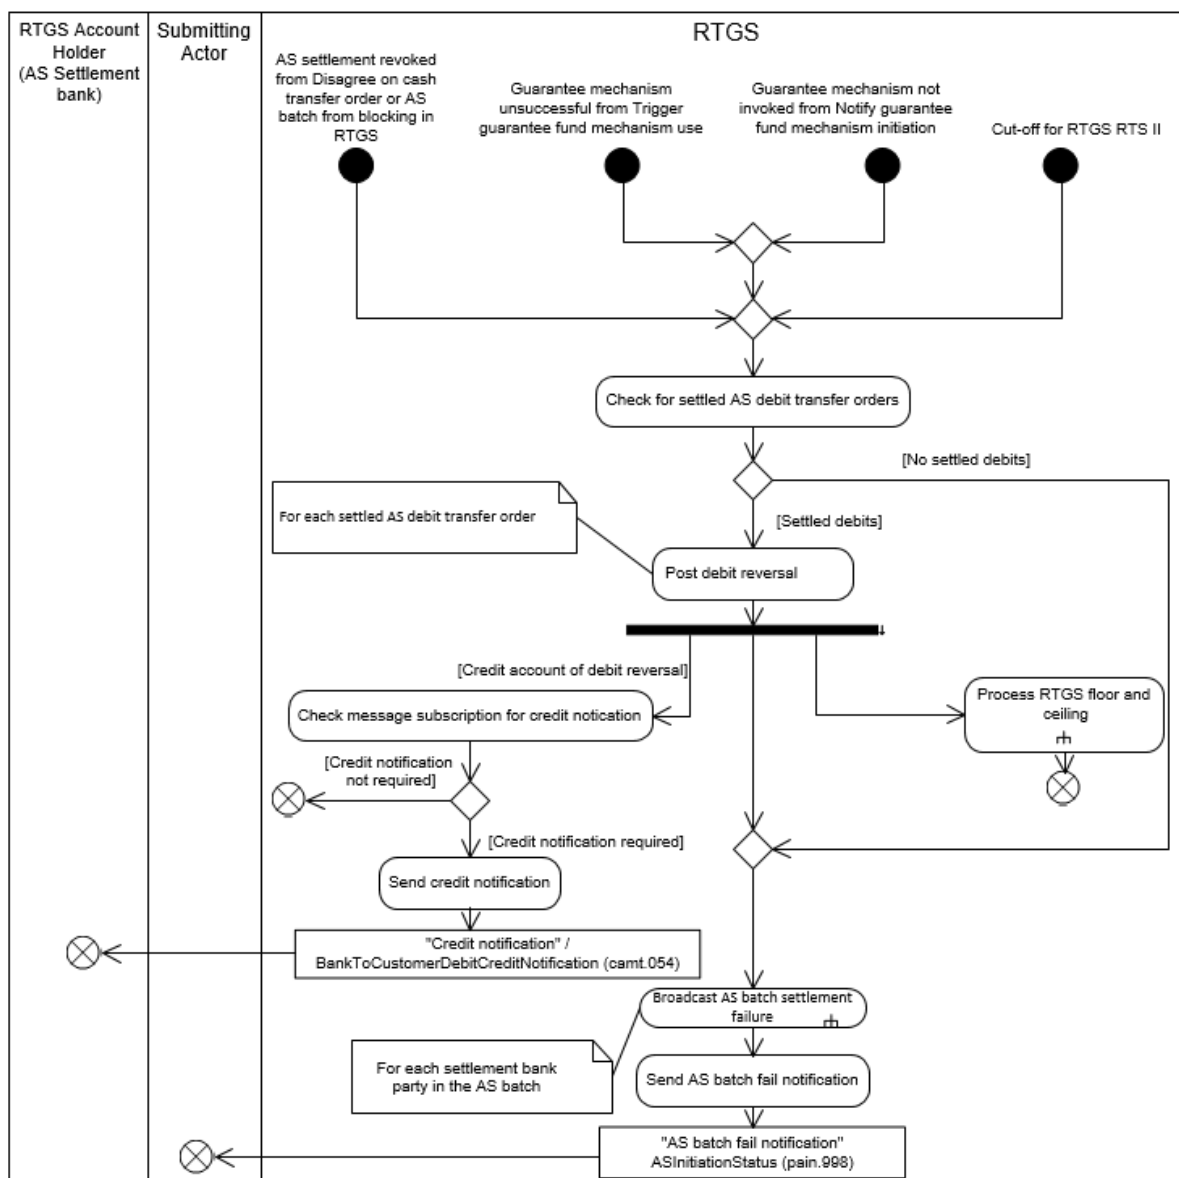 RTGS Account
Holder
(AS Settlement
bank)
Submitting
Actor
RTGS
AS settlement revoked
from Disagree on cash
transfer order or AS
batch from blocking in
RTGS
Guarantee mechanism
unsuccessful from Trigger
guarantee fund mechanism use
Guarantee mechanism not
invoked from Notify guarantee
fund mechanism initiation
Cut-off for RTGS RTS II
Check for settled AS debit transfer orders
[No settled debits]
For each settled AS debit transfer order
[Settled debits]
Post debit reversal
[Credit account of debit reversal]
Check message subscription for credit notication
Process RTGS floor and
ceiling
[Credit notification
not required]
[Credit notification required]
Send credit notification
"Credit notification" /
BankToCustomerDebitCreditNotification (camt.054)
Broadcast AS batch settlement
failure
For each settlement bank
party in the AS batch
Send AS batch fail notification
"AS batch fail notification"
ASInitiationStatus (pain.998)